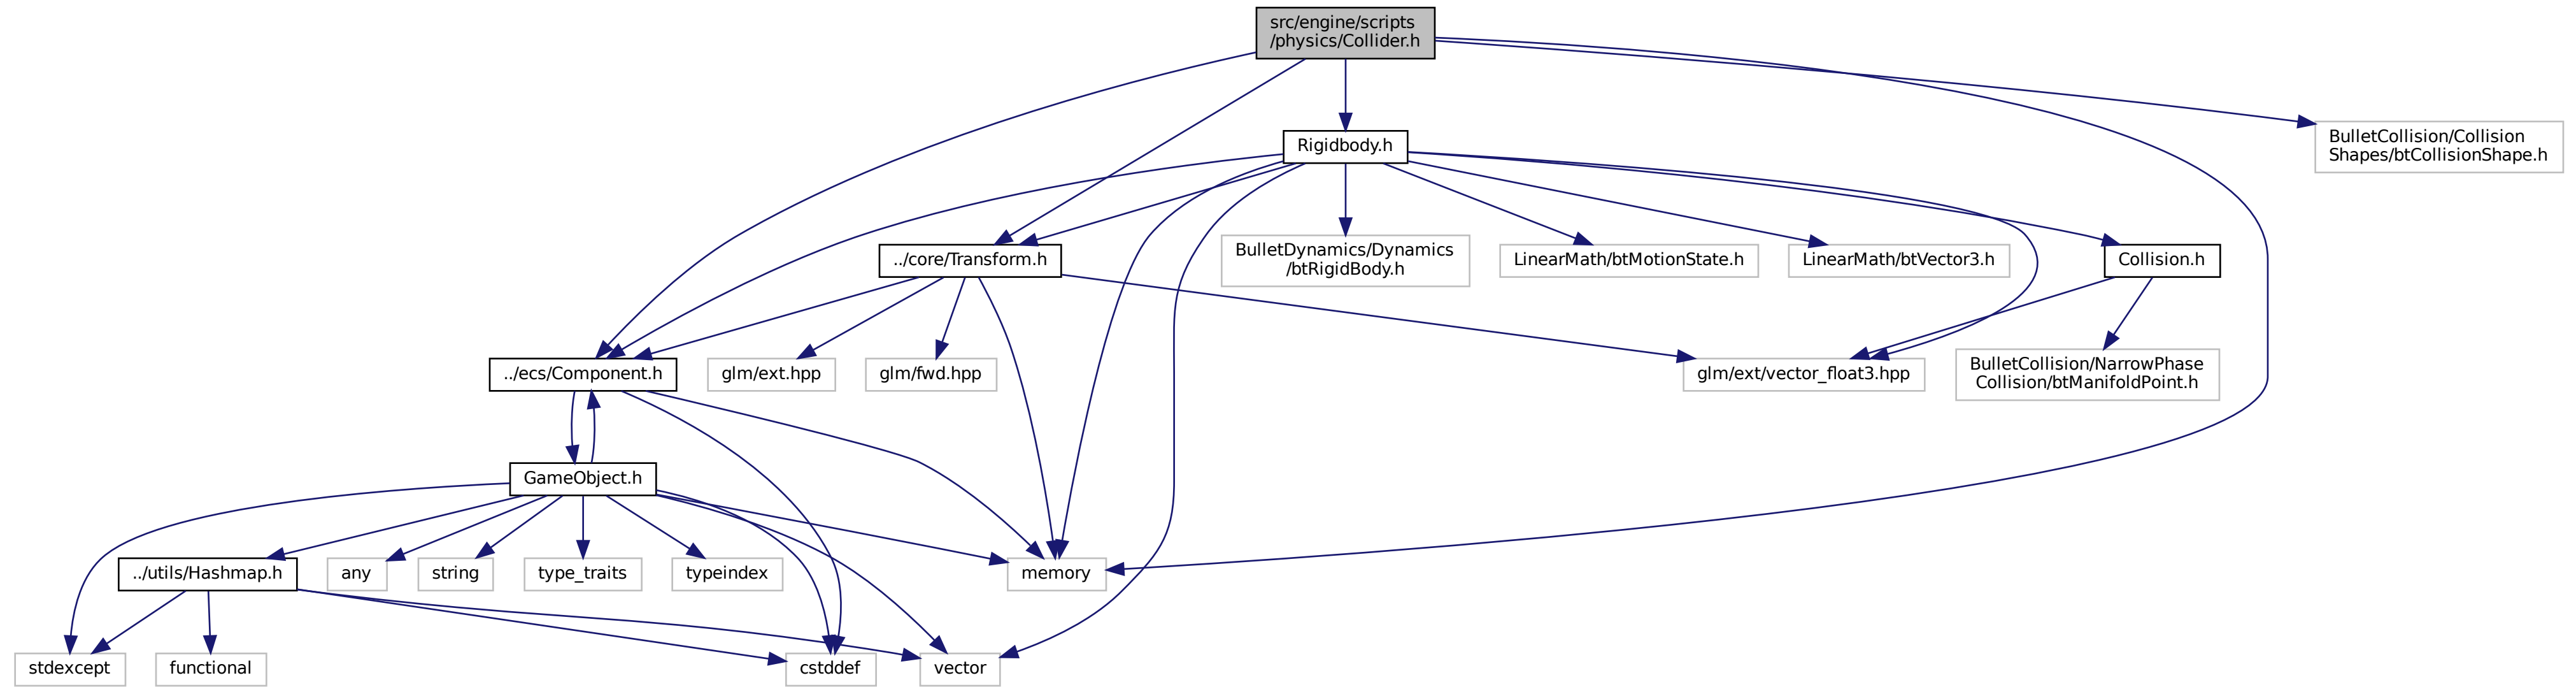 src/engine/scripts
/physics/Collider.h
BulletCollision/Collision
Shapes/btCollisionShape.h
Rigidbody.h
../core/Transform.h
BulletDynamics/Dynamics
/btRigidBody.h
LinearMath/btMotionState.h
LinearMath/btVector3.h
Collision.h
../ecs/Component.h
glm/ext.hpp
glm/fwd.hpp
glm/ext/vector_float3.hpp
BulletCollision/NarrowPhase
Collision/btManifoldPoint.h
GameObject.h
../utils/Hashmap.h
any
string
type_traits
typeindex
memory
stdexcept
functional
cstddef
vector